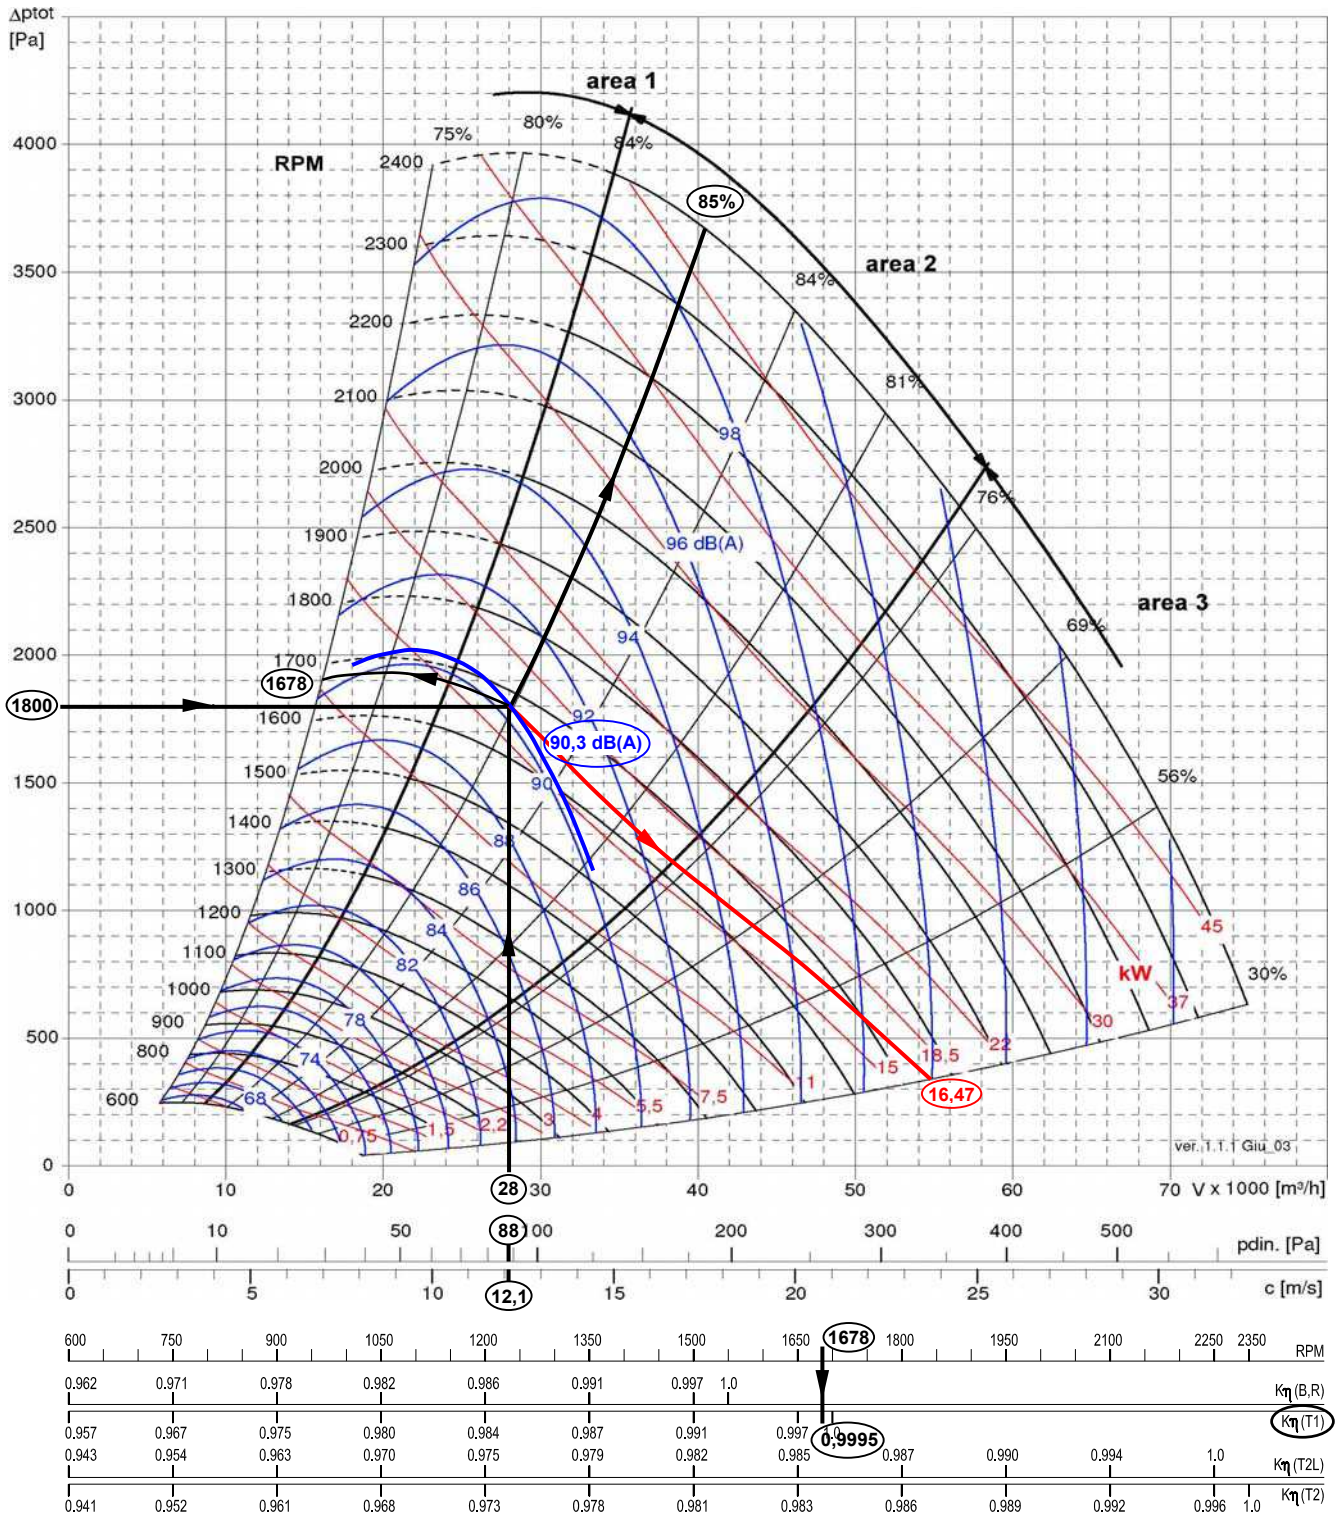 Δptot
[Pa]
area 1
75%
80%
84%
4000
RPM
2400
85%
2300
area 2
3500
84%
2200
2100
81%
3000
98
2000
76%
2500
1900
96 dB(A)
1800
area 3
94
69%
2000
1700
1678
1800
1600
92
90,3 dB(A)
1500
1500
90
56%
1400
88
1300
86
1000
1200
84
45
1100
82
kW
30%
1000
37
78
30
900
500
22
800
74
18,5
15
11
600
68
7,5
16,47
5,5
4
3
2,2
1,5
0,75
ver. 1.1.1 Giu_03
0
0 10 20 28 30 40 50 60 70 V x 1000 [m³/h]
0 10 50 88 100 200 300 400 500
pdin. [Pa]
0 5 10 12,1 15 20 25 30 c [m/s]
600 750 900 1050 1200 1350 1500 1650 1678 1800 1950 2100 2250 2350
RPM
0.962 0.971 0.978 0.982 0.986 0.991 0.997 1.0
Kη (B,R)
Kη (T1)
0.957 0.967 0.975 0.980 0.984 0.987 0.991 0.997 0,9995
0.943 0.954 0.963 0.970 0.975 0.979 0.982 0.985 0.987 0.990 0.994 1.0
Kη (T2L)
Kη (T2)
0.941 0.952 0.961 0.968 0.973 0.978 0.981 0.983 0.986 0.989 0.992 0.996 1.0